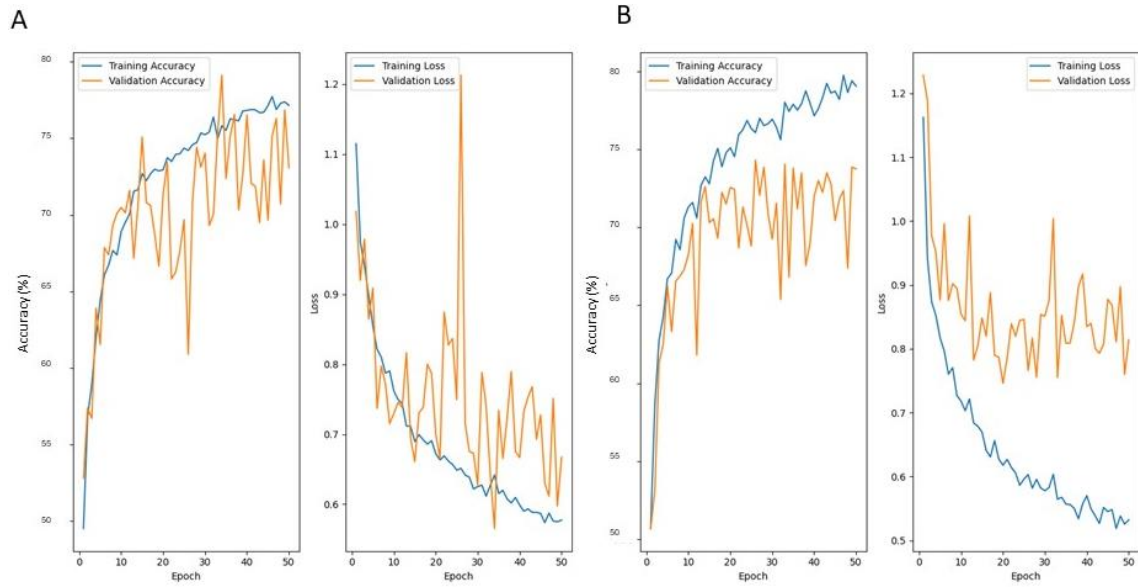 A
B
Training Accuracy
Validation Accuracy
Training Loss
Validation Loss
Training Accuracy
Validation Accuracy
Training Loss
Validation Loss
80
75
70
65
60
55
50
Accuracy (%)
0 10 20 30 40 50
Epoch
1.2
1.1
1.0
0.9
0.8
0.7
0.6
Loss
0 10 20 30 40 50
Epoch
80
75
70
65
60
55
50
Accuracy (%)
0 10 20 30 40 50
Epoch
1.2
1.1
1.0
0.9
0.8
0.7
0.6
0.5
Loss
0 10 20 30 40 50
Epoch